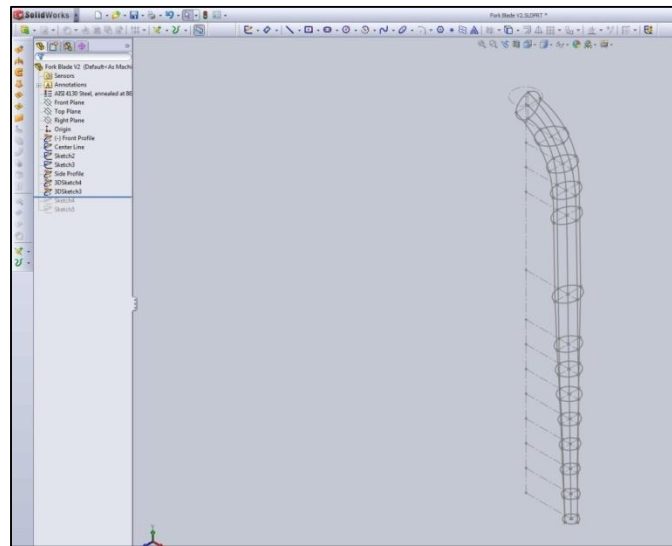 SolidWorks
Fork Blade V2.SLDPRT *
Fork Blade V2 (Default<As Mach
Sensors
Annotations
AISI 4130 Steel, annealed at 86
Front Plane
Top Plane
Right Plane
Origin
(-) Front Profile
Center Line
Sketch2
Sketch3
Side Profile
3DSketch4
3DSketch3
Sketch4
Sketch5